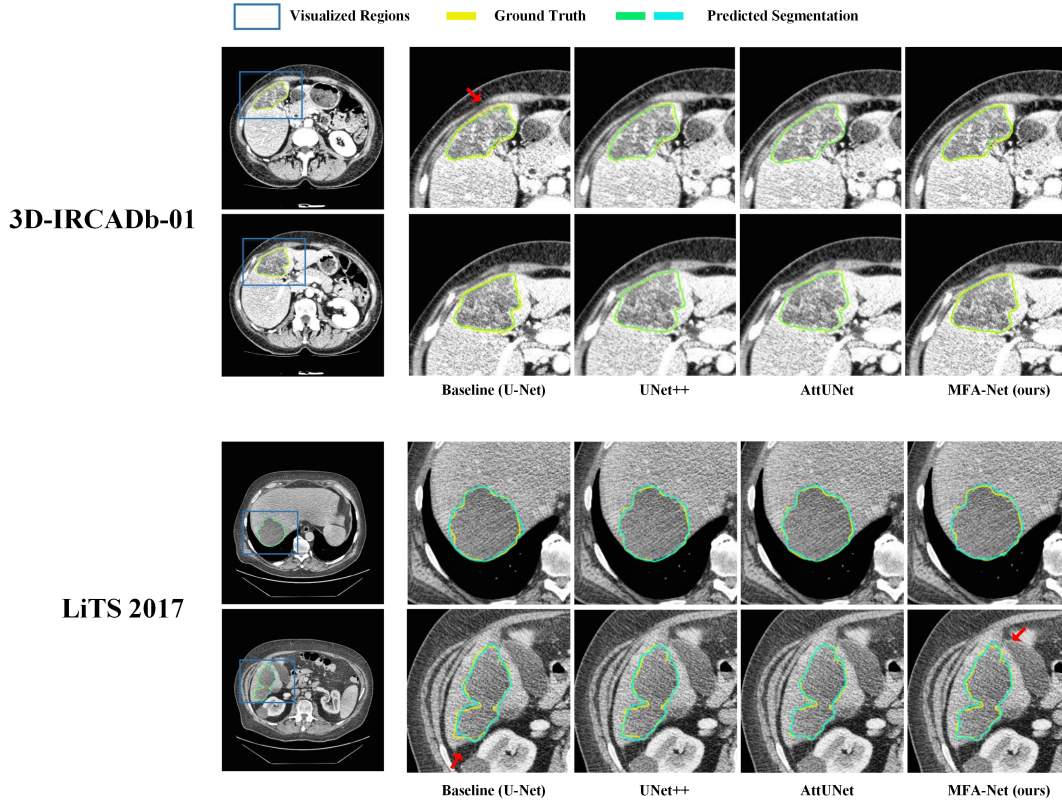 Visualized Regions Ground Truth Predicted Segmentation
3D-IRCADb-01
Baseline (U-Net) UNet++ AttUNet MFA-Net (ours)
LiTS 2017
Baseline (U-Net) UNet++ AttUNet MFA-Net (ours)